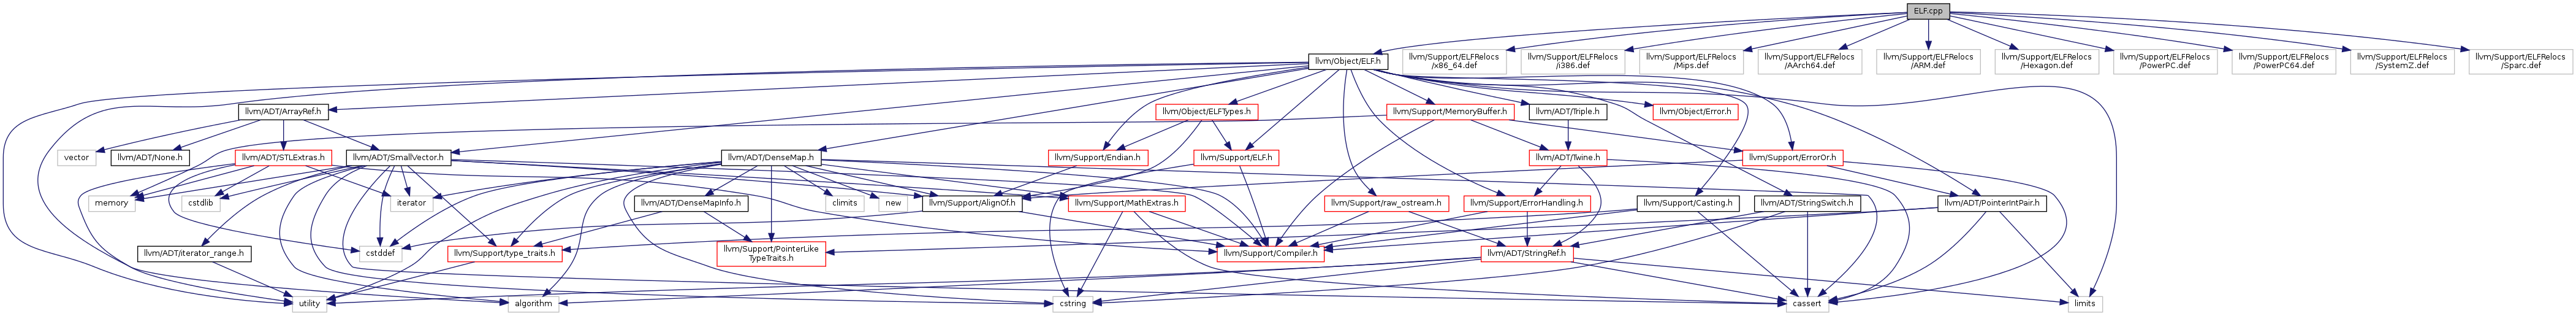 ELF.cpp
llvm/Object/ELF.h
llvm/Support/ELFRelocs
/x86_64.def
llvm/Support/ELFRelocs
/i386.def
llvm/Support/ELFRelocs
/Mips.def
llvm/Support/ELFRelocs
/AArch64.def
llvm/Support/ELFRelocs
/ARM.def
llvm/Support/ELFRelocs
/Hexagon.def
llvm/Support/ELFRelocs
/PowerPC.def
llvm/Support/ELFRelocs
/PowerPC64.def
llvm/Support/ELFRelocs
/SystemZ.def
llvm/Support/ELFRelocs
/Sparc.def
llvm/ADT/ArrayRef.h
llvm/Object/ELFTypes.h
llvm/Support/MemoryBuffer.h
llvm/ADT/Triple.h
llvm/Object/Error.h
vector
llvm/ADT/None.h
llvm/ADT/STLExtras.h
llvm/ADT/SmallVector.h
llvm/ADT/DenseMap.h
llvm/Support/Endian.h
llvm/Support/ELF.h
llvm/ADT/Twine.h
llvm/Support/ErrorOr.h
memory
cstdlib
iterator
llvm/ADT/DenseMapInfo.h
climits
new
llvm/Support/AlignOf.h
llvm/Support/MathExtras.h
llvm/Support/raw_ostream.h
llvm/Support/ErrorHandling.h
llvm/Support/Casting.h
llvm/ADT/StringSwitch.h
llvm/ADT/PointerIntPair.h
llvm/ADT/iterator_range.h
cstddef
llvm/Support/type_traits.h
llvm/Support/PointerLike
TypeTraits.h
llvm/Support/Compiler.h
llvm/ADT/StringRef.h
utility
algorithm
cstring
cassert
limits